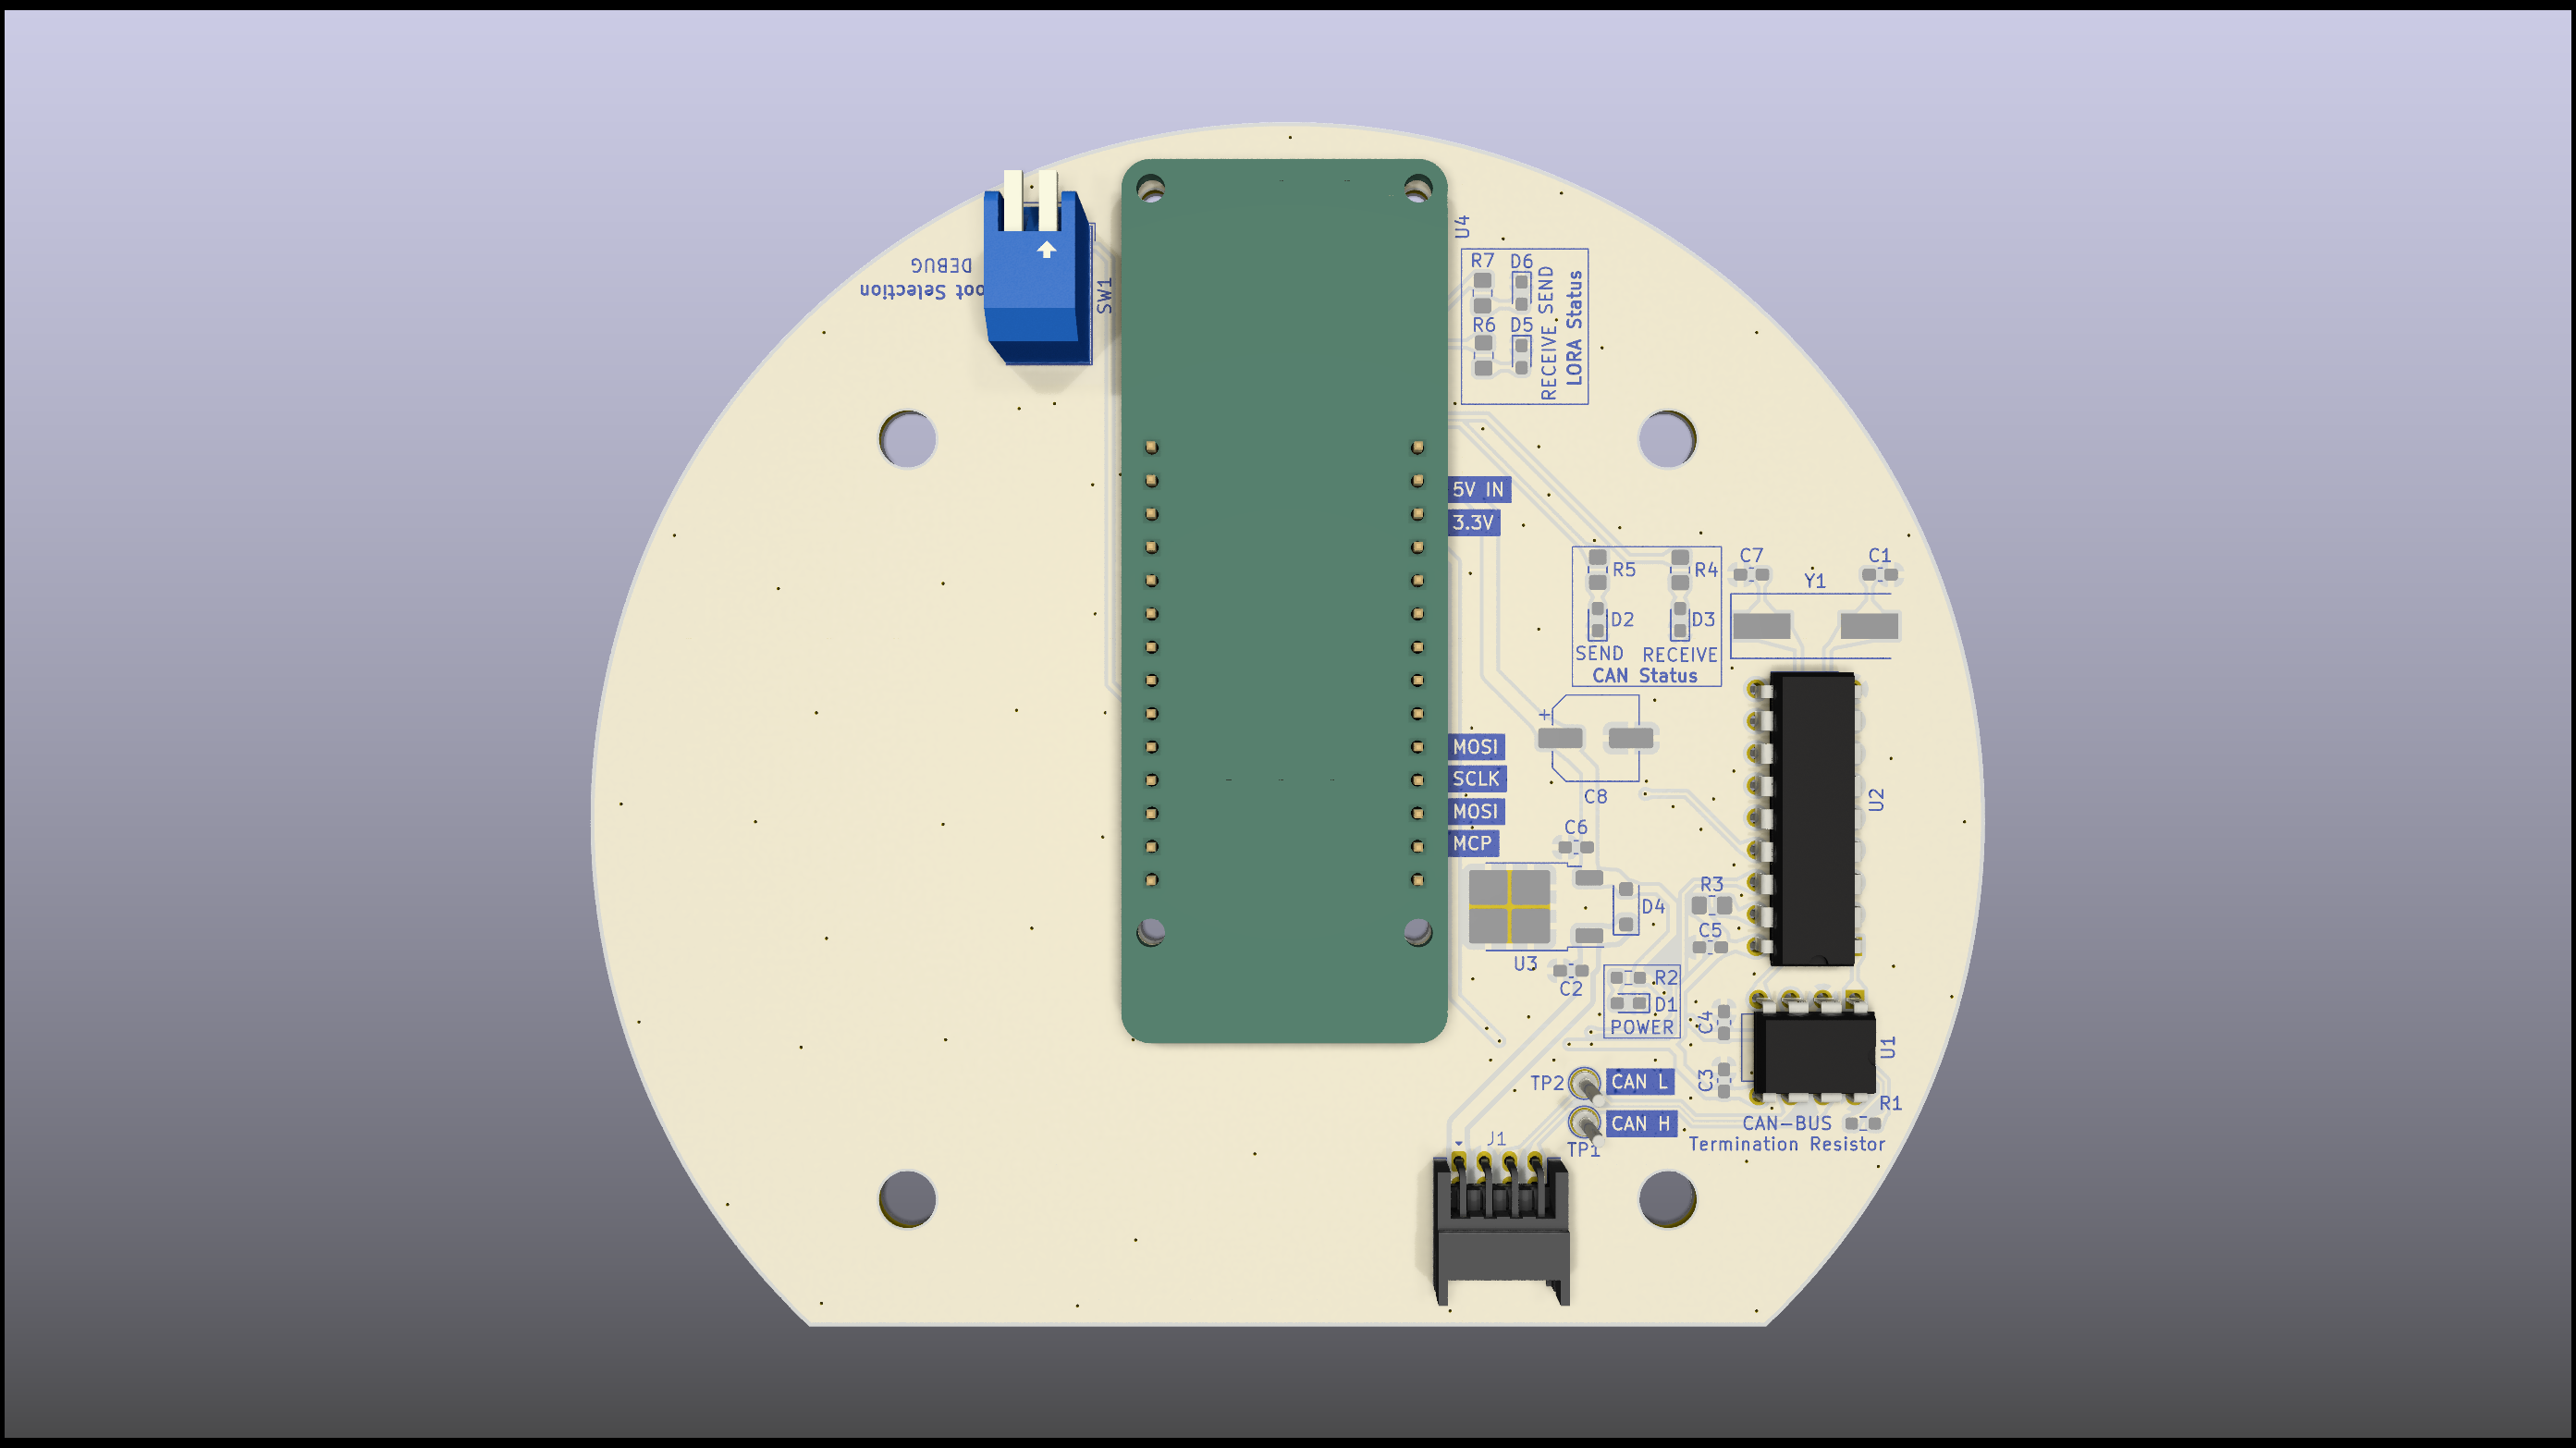 U4
R7
D6
SEND
R6
D5
RECEIVE
LORA Status
DEBUG
oot Selection
SW1
5V IN
3.3V
R5
R4
D2
D3
SEND
RECEIVE
CAN Status
C7
C1
Y1
+
C8
MOSI
SCLK
MOSI
MCP
C6
U2
D4
R3
C5
U3
C2
R2
D1
POWER
C4
C3
U1
TP2
CAN L
CAN H
TP1
J1
R1
CAN-BUS
Termination Resistor